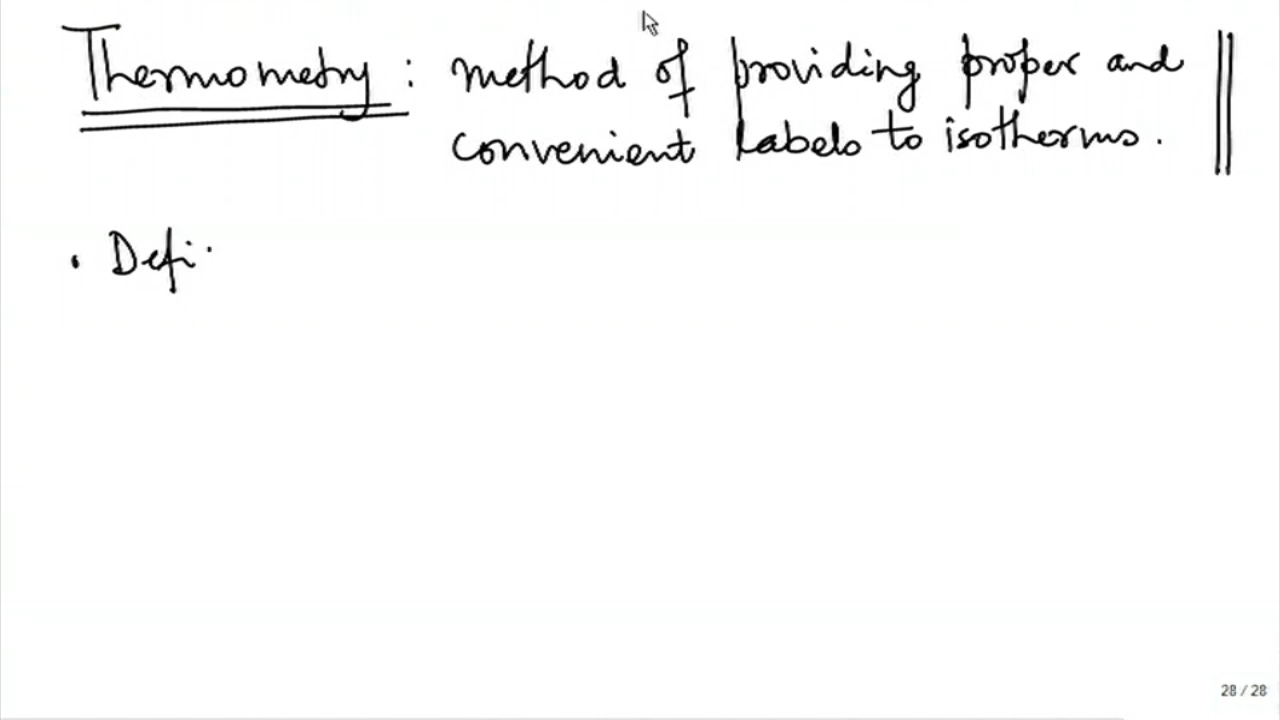 Thermometry : method of providing proper and
convenient labels to isotherms.
• Defi
28 / 28